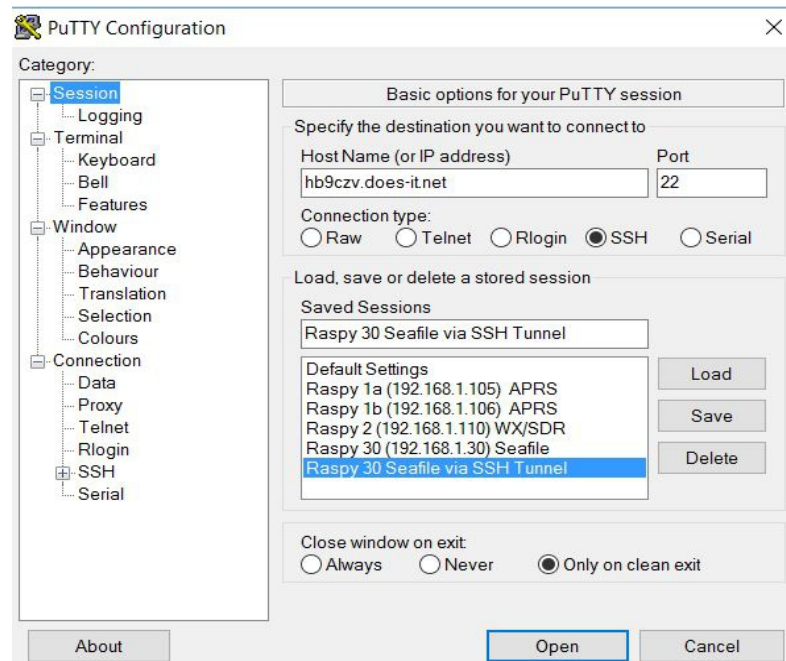 PuTTY Configuration
Category:
Session
Logging
Terminal
Keyboard
Bell
Features
Window
Appearance
Behaviour
Translation
Selection
Colours
Connection
Data
Proxy
Telnet
Rlogin
SSH
Serial
Basic options for your PuTTY session
Specify the destination you want to connect to
Host Name (or IP address) Port
hb9czv.does-it.net 22
Connection type:
Raw Telnet Rlogin SSH Serial
Load, save or delete a stored session
Saved Sessions
Raspy 30 Seafile via SSH Tunnel
Default Settings
Raspy 1a (192.168.1.105) APRS
Raspy 1b (192.168.1.106) APRS
Raspy 2 (192.168.1.110) WX/SDR
Raspy 30 (192.168.1.30) Seafile
Raspy 30 Seafile via SSH Tunnel
Load
Save
Delete
Close window on exit:
Always Never Only on clean exit
About Open Cancel